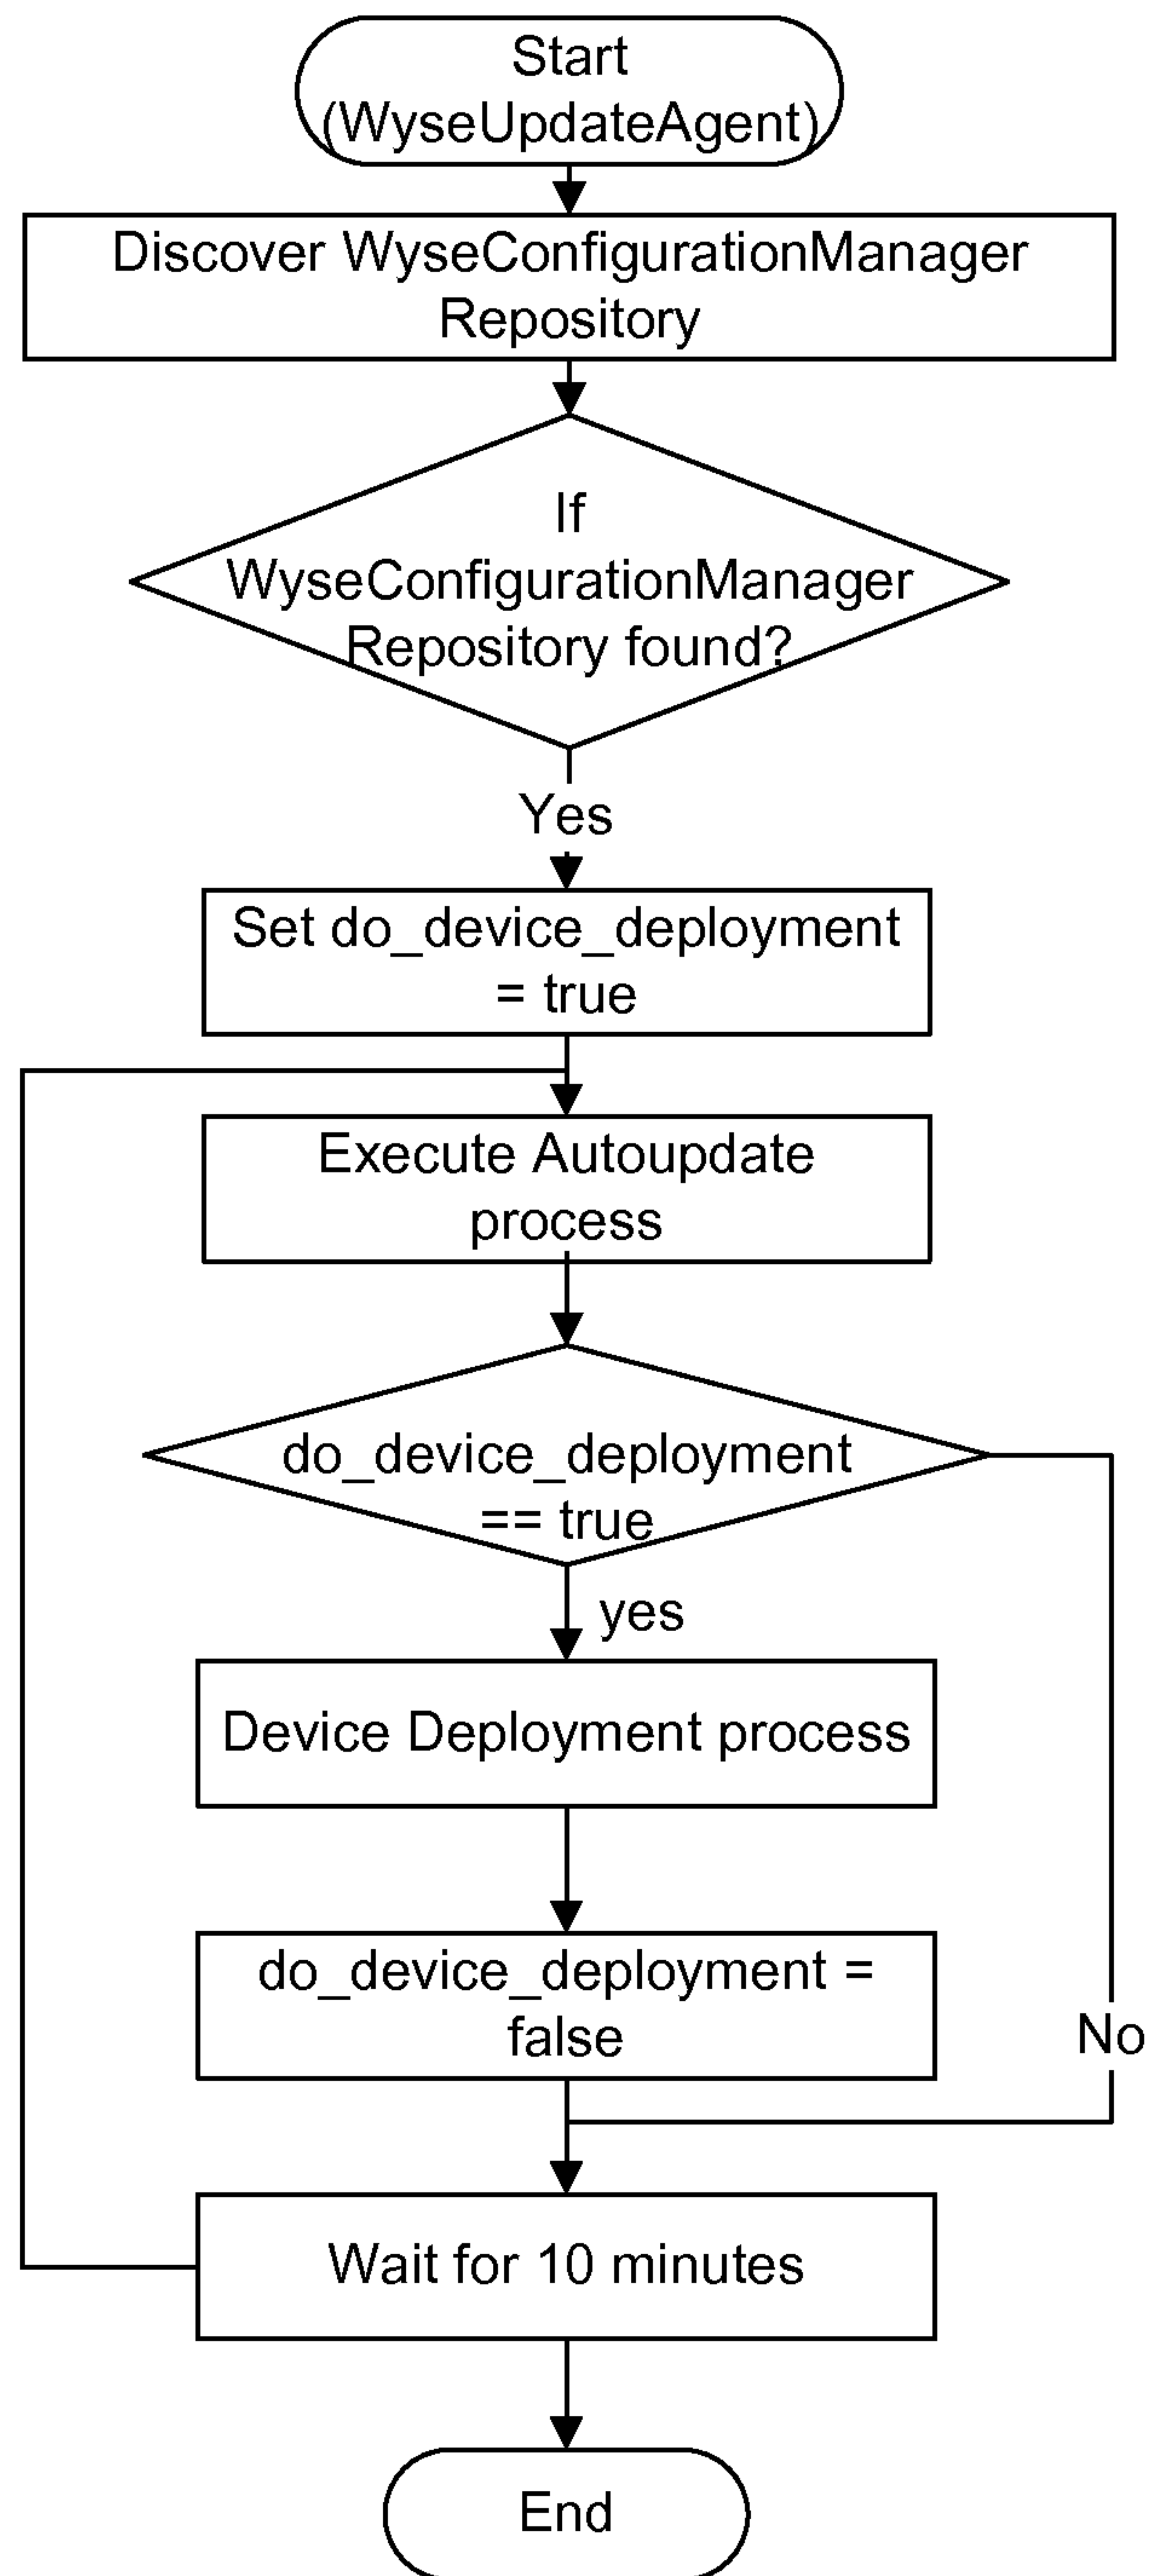 Start
(WyseUpdateAgent)
Discover WyseConfigurationManager
Repository
If
WyseConfigurationManager
Repository found?
Yes
Set do_device_deployment
= true
Execute Autoupdate
process
do_device_deployment
== true
yes
Device Deployment process
do_device_deployment =
false
No
Wait for 10 minutes
End